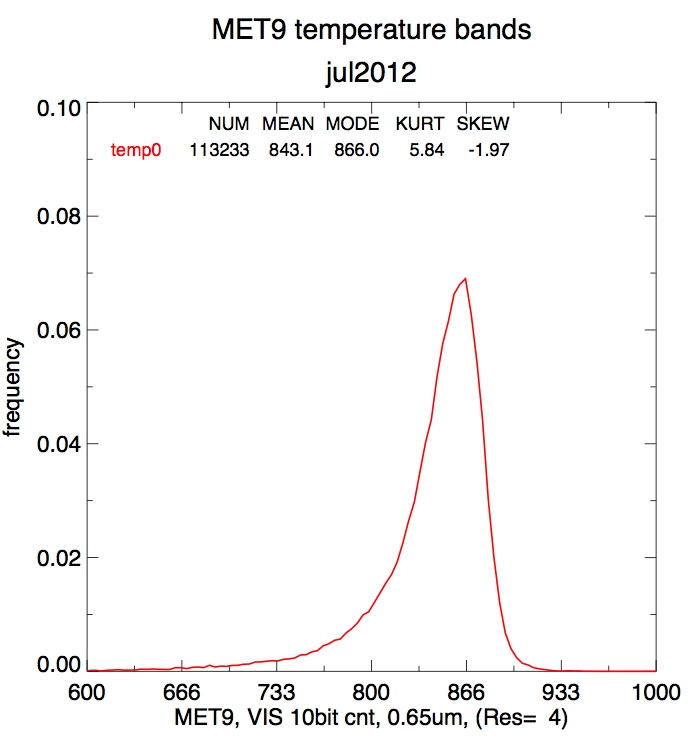 MET9 temperature bands
jul2012
0.10
NUM MEAN MODE KURT SKEW
temp0 113233 843.1 866.0 5.84 -1.97
0.08
0.06
frequency
0.04
0.02
0.00
600 666 733 800 866 933 1000
MET9, VIS 10bit cnt, 0.65um, (Res= 4)